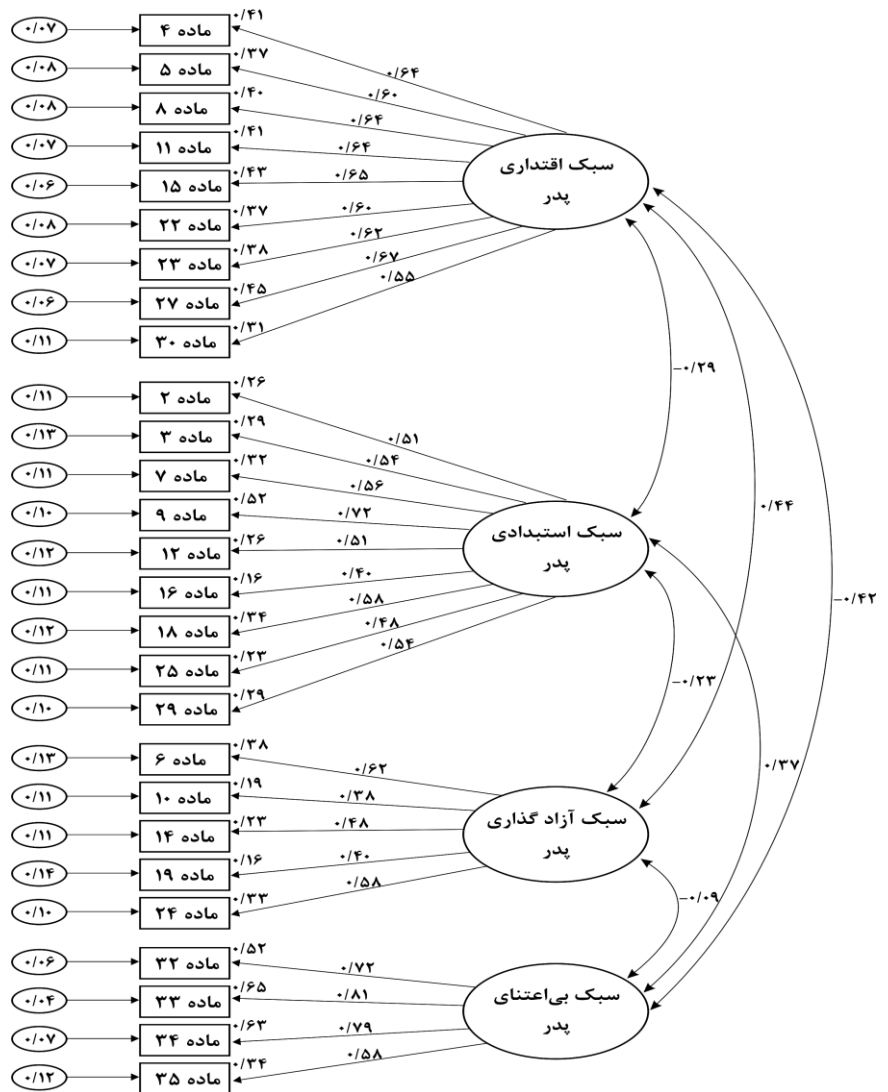 ۰/۰۷ ماده ۴ ۰/۴۱ ۰/۶۴
۰/۰۸ ماده ۵ ۰/۳۷ ۰/۶۰
۰/۰۸ ماده ۸ ۰/۴۰ ۰/۶۴
۰/۰۷ ماده ۱۱ ۰/۴۱ ۰/۶۴
۰/۰۶ ماده ۱۵ ۰/۴۳ ۰/۶۵
۰/۰۸ ماده ۲۲ ۰/۳۷ ۰/۶۰
۰/۰۷ ماده ۲۳ ۰/۳۸ ۰/۶۲
۰/۰۶ ماده ۲۷ ۰/۴۵ ۰/۶۷
۰/۱۱ ماده ۳۰ ۰/۳۱ ۰/۵۵
سبک اقتداری
پدر
۰/۱۱ ماده ۲ ۰/۲۶ ۰/۵۱
۰/۱۳ ماده ۳ ۰/۲۹ ۰/۵۴
۰/۱۱ ماده ۷ ۰/۳۲ ۰/۵۶
۰/۱۰ ماده ۹ ۰/۵۲ ۰/۷۲
۰/۱۲ ماده ۱۲ ۰/۲۶ ۰/۵۱
۰/۱۱ ماده ۱۶ ۰/۱۶ ۰/۴۰
۰/۱۲ ماده ۱۸ ۰/۳۴ ۰/۵۸
۰/۱۱ ماده ۲۵ ۰/۲۳ ۰/۴۸
۰/۱۰ ماده ۲۹ ۰/۲۹ ۰/۵۴
سبک استبدادی
پدر
۰/۱۳ ماده ۶ ۰/۳۸ ۰/۶۲
۰/۱۱ ماده ۱۰ ۰/۱۹ ۰/۳۸
۰/۱۱ ماده ۱۴ ۰/۲۳ ۰/۴۸
۰/۱۴ ماده ۱۹ ۰/۱۶ ۰/۴۰
۰/۱۰ ماده ۲۴ ۰/۳۳ ۰/۵۸
سبک آزاد گذاری
پدر
۰/۰۶ ماده ۳۲ ۰/۵۲ ۰/۷۲
۰/۰۴ ماده ۳۳ ۰/۶۵ ۰/۸۱
۰/۰۷ ماده ۳۴ ۰/۶۳ ۰/۷۹
۰/۱۲ ماده ۳۵ ۰/۳۴ ۰/۵۸
سبک بی‌اعتنای
پدر
−۰/۲۹
۰/۴۴
−۰/۴۲
−۰/۲۳
۰/۳۷
−۰/۰۹